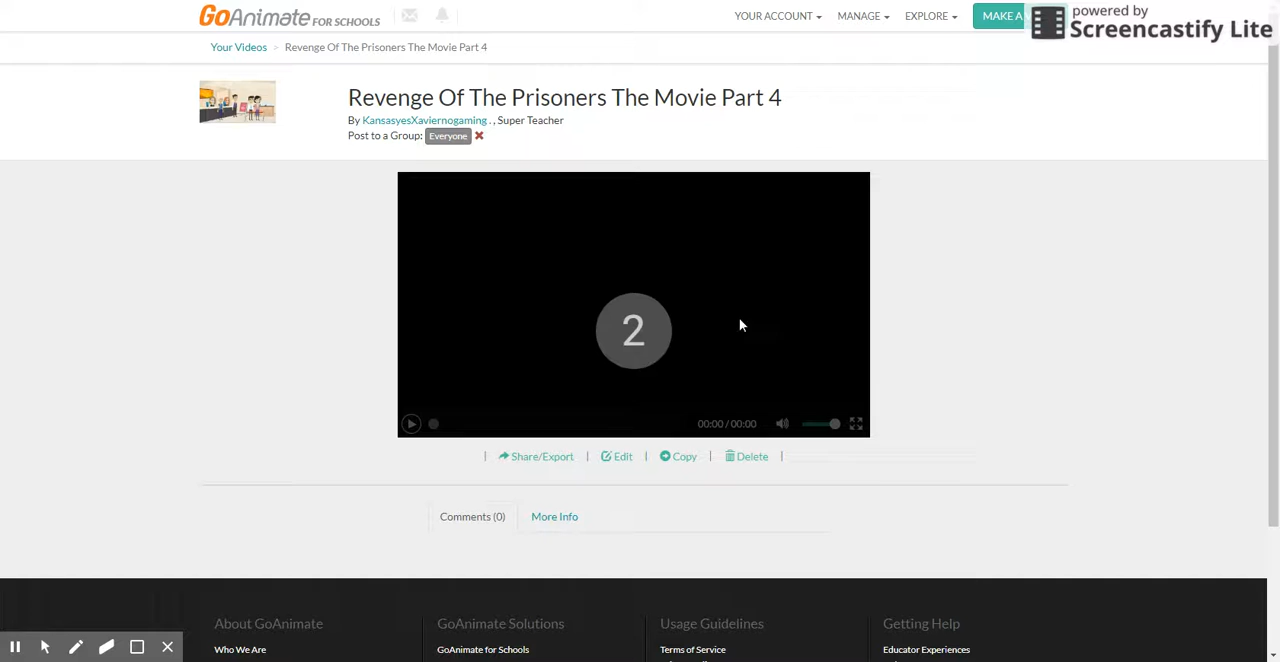 GoAnimate FOR SCHOOLS
YOUR ACCOUNT
MANAGE
EXPLORE
MAKE A
powered by
Screencastify Lite
Your Videos > Revenge Of The Prisoners The Movie Part 4
Revenge Of The Prisoners The Movie Part 4
By KansasyesXaviernogaming . , Super Teacher
Post to a Group: Everyone
2
00:00 / 00:00
| Share/Export | Edit | Copy | Delete |
Comments (0)
More Info
About GoAnimate
GoAnimate Solutions
Usage Guidelines
Getting Help
Who We Are
GoAnimate for Schools
Terms of Service
Educator Experiences